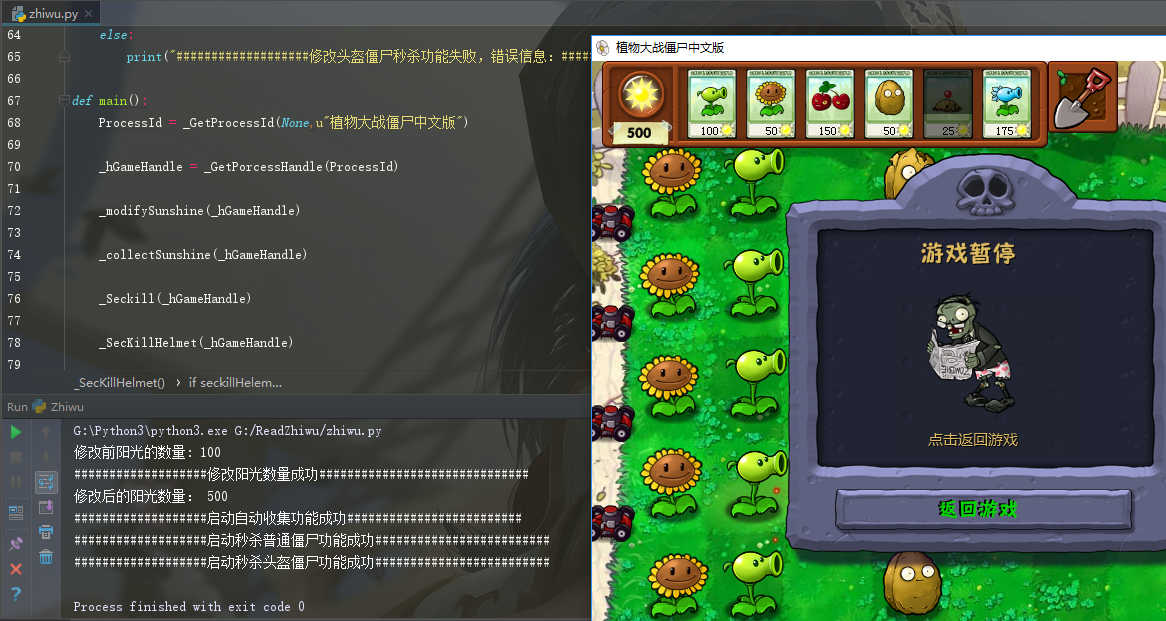 zhiwu.py
64 else:
65 print("###################修改头盔僵尸秒杀功能失败，错误信息：####
66
67 def main():
68 ProcessId = _GetProcessId(None,u"植物大战僵尸中文版")
69
70 _hGameHandle = _GetPorcessHandle(ProcessId)
71
72 _modifySunshine(_hGameHandle)
73
74 _collectSunshine(_hGameHandle)
75
76 _Seckill(_hGameHandle)
77
78 _SecKillHelmet(_hGameHandle)
79
_SecKillHelmet() › if seckillHelem...
Run Zhiwu
G:\Python3\python3.exe G:/ReadZhiwu/zhiwu.py
修改前阳光的数量：100
###################修改阳光数量成功##############################
修改后的阳光数量： 500
###################启动自动收集功能成功#########################
###################启动秒杀普通僵尸功能成功#########################
###################启动秒杀头盔僵尸功能成功#########################
Process finished with exit code 0
植物大战僵尸中文版
500 100 50 150 50 25 175
游戏暂停
点击返回游戏
返回游戏